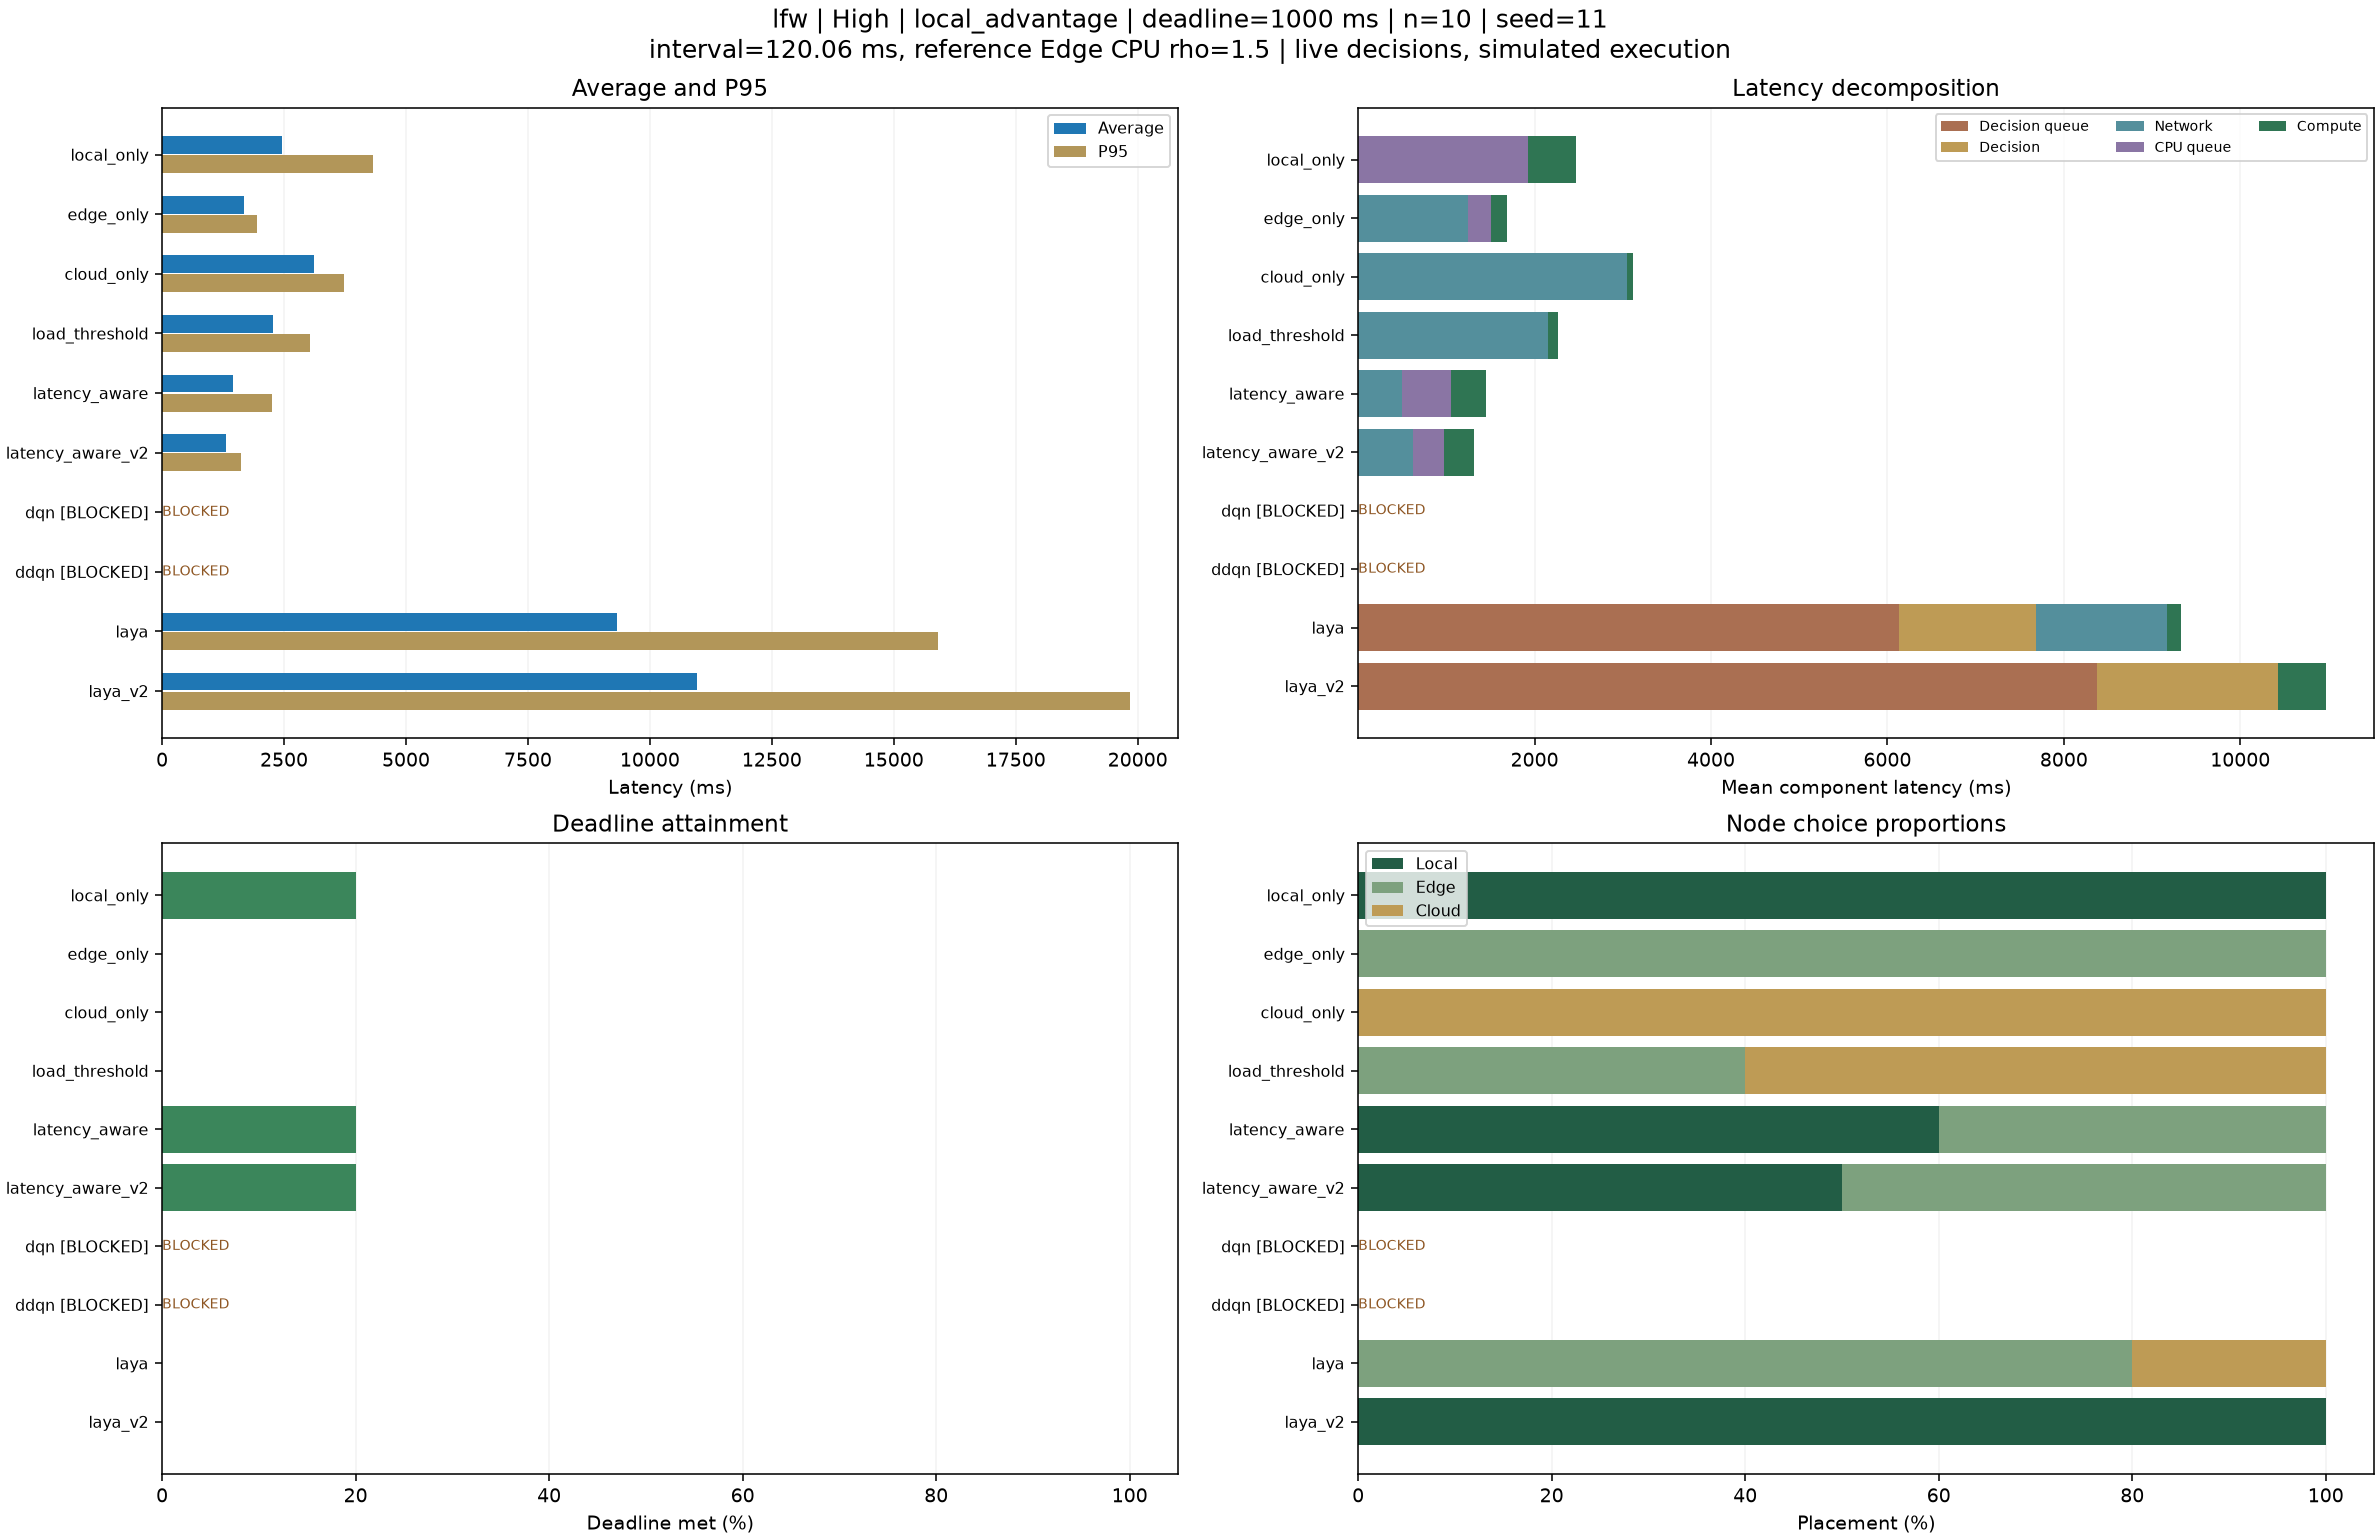 lfw | High | local_advantage | deadline=1000 ms | n=10 | seed=11
interval=120.06 ms, reference Edge CPU rho=1.5 | live decisions, simulated execution
Average and P95
Average
P95
local_only
edge_only
cloud_only
load_threshold
latency_aware
latency_aware_v2
dqn [BLOCKED]
BLOCKED
ddqn [BLOCKED]
BLOCKED
laya
laya_v2
0 2500 5000 7500 10000 12500 15000 17500 20000
Latency (ms)
Latency decomposition
Decision queue Network Compute
Decision CPU queue
local_only
edge_only
cloud_only
load_threshold
latency_aware
latency_aware_v2
dqn [BLOCKED]
BLOCKED
ddqn [BLOCKED]
BLOCKED
laya
laya_v2
2000 4000 6000 8000 10000
Mean component latency (ms)
Deadline attainment
local_only
edge_only
cloud_only
load_threshold
latency_aware
latency_aware_v2
dqn [BLOCKED]
BLOCKED
ddqn [BLOCKED]
BLOCKED
laya
laya_v2
0 20 40 60 80 100
Deadline met (%)
Node choice proportions
Local
Edge
Cloud
local_only
edge_only
cloud_only
load_threshold
latency_aware
latency_aware_v2
dqn [BLOCKED]
BLOCKED
ddqn [BLOCKED]
BLOCKED
laya
laya_v2
0 20 40 60 80 100
Placement (%)